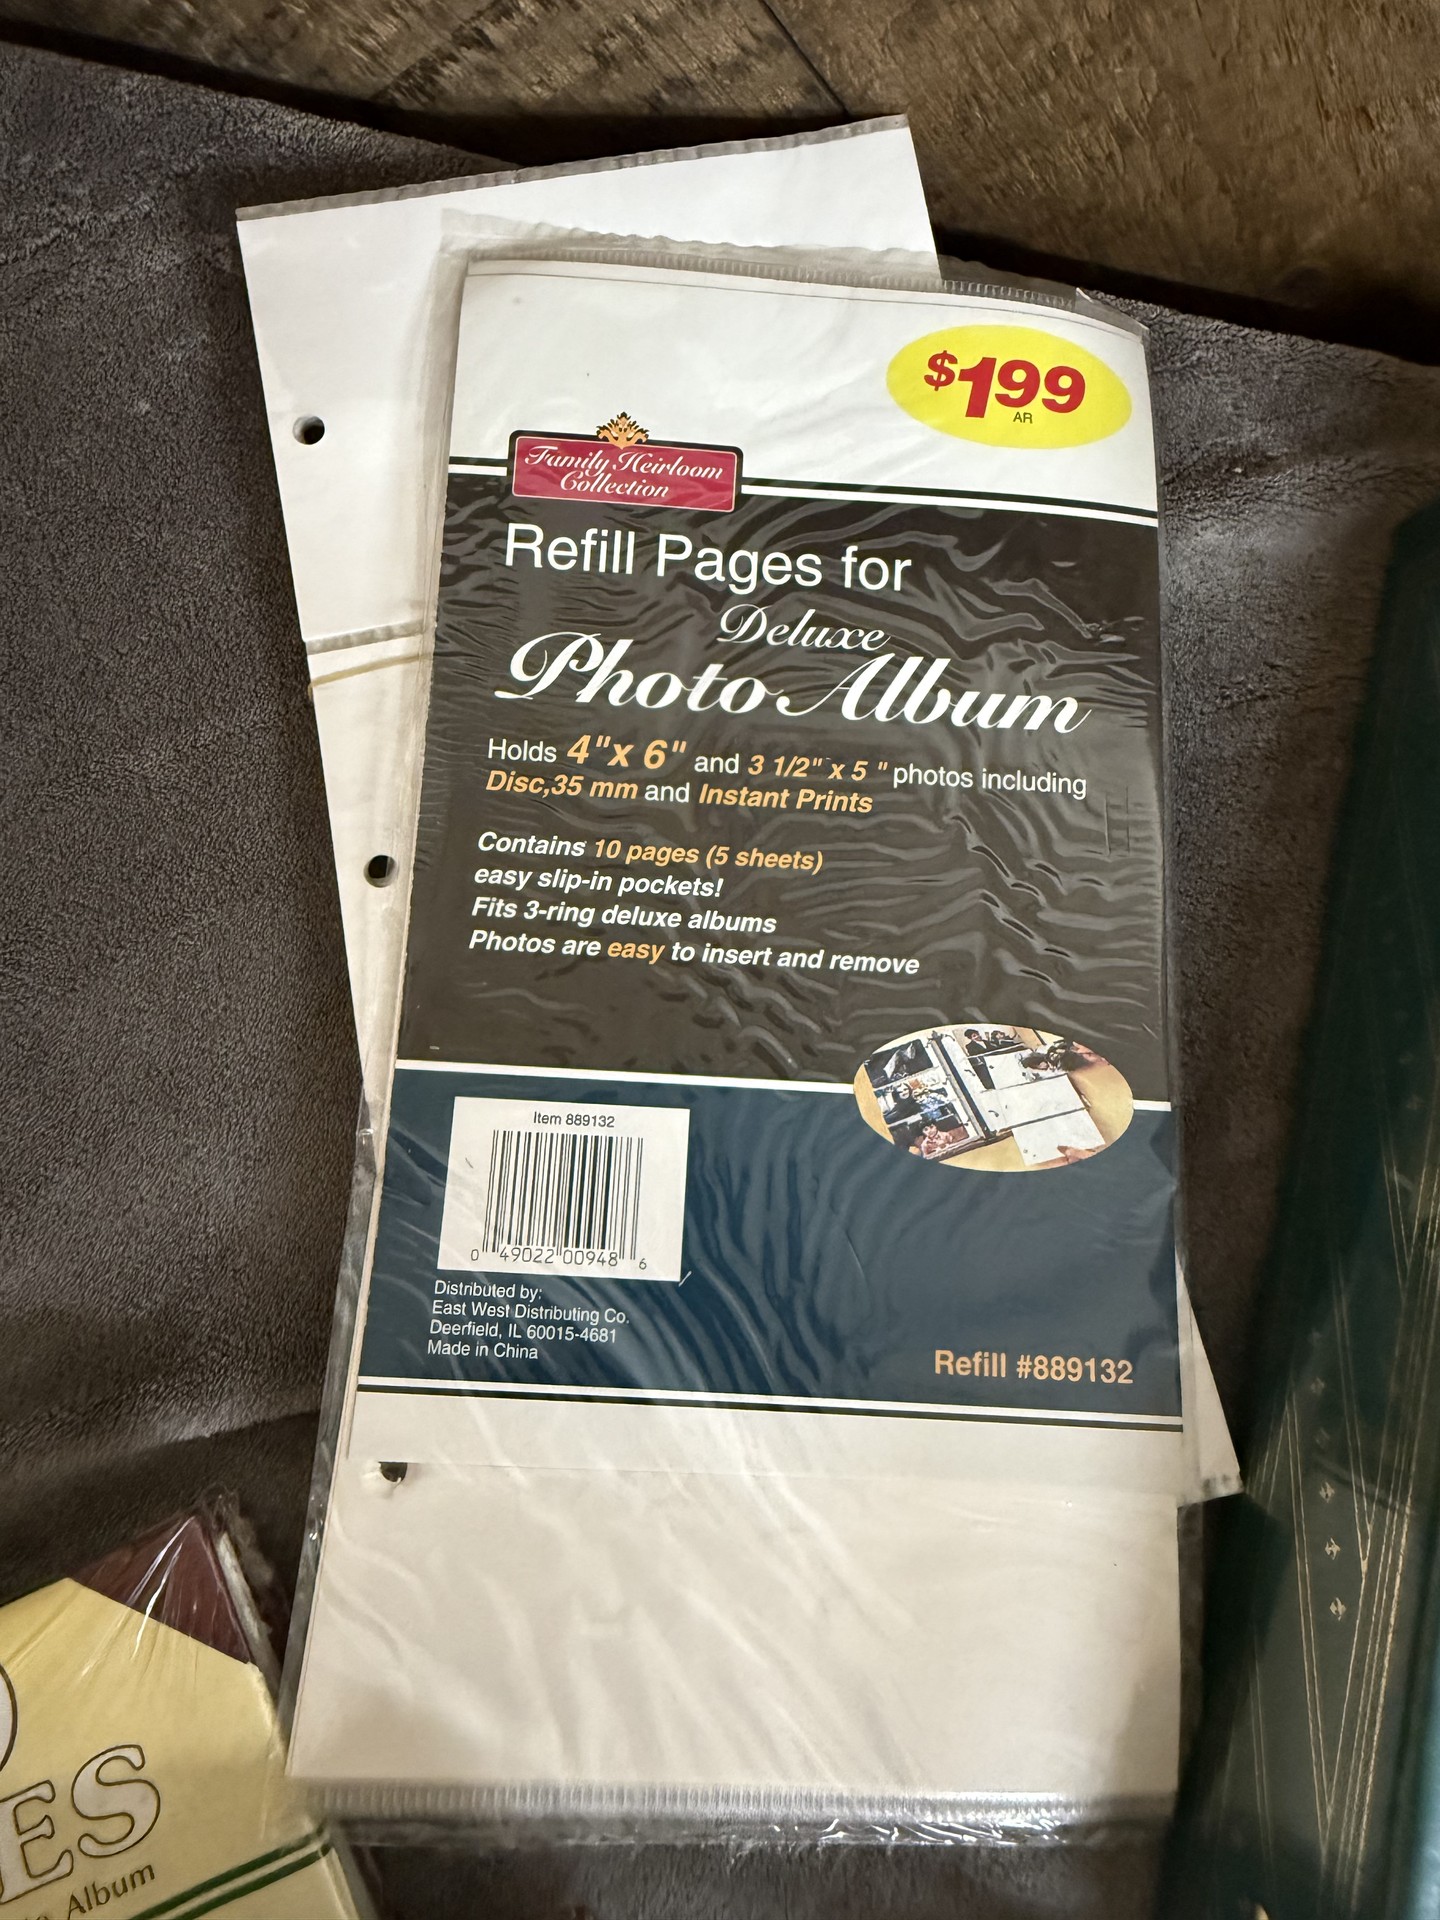 $199
AR
Family Heirloom
Collection
Refill Pages for
Deluxe
Photo Album
Holds 4"x 6" and 3 1/2" x 5 " photos including
Disc,35 mm and Instant Prints
Contains 10 pages (5 sheets)
easy slip-in pockets!
Fits 3-ring deluxe albums
Photos are easy to insert and remove
Item 889132
0 49022 00948 6
Distributed by:
East West Distributing Co.
Deerfield, IL 60015-4681
Made in China
Refill #889132
ES
Album